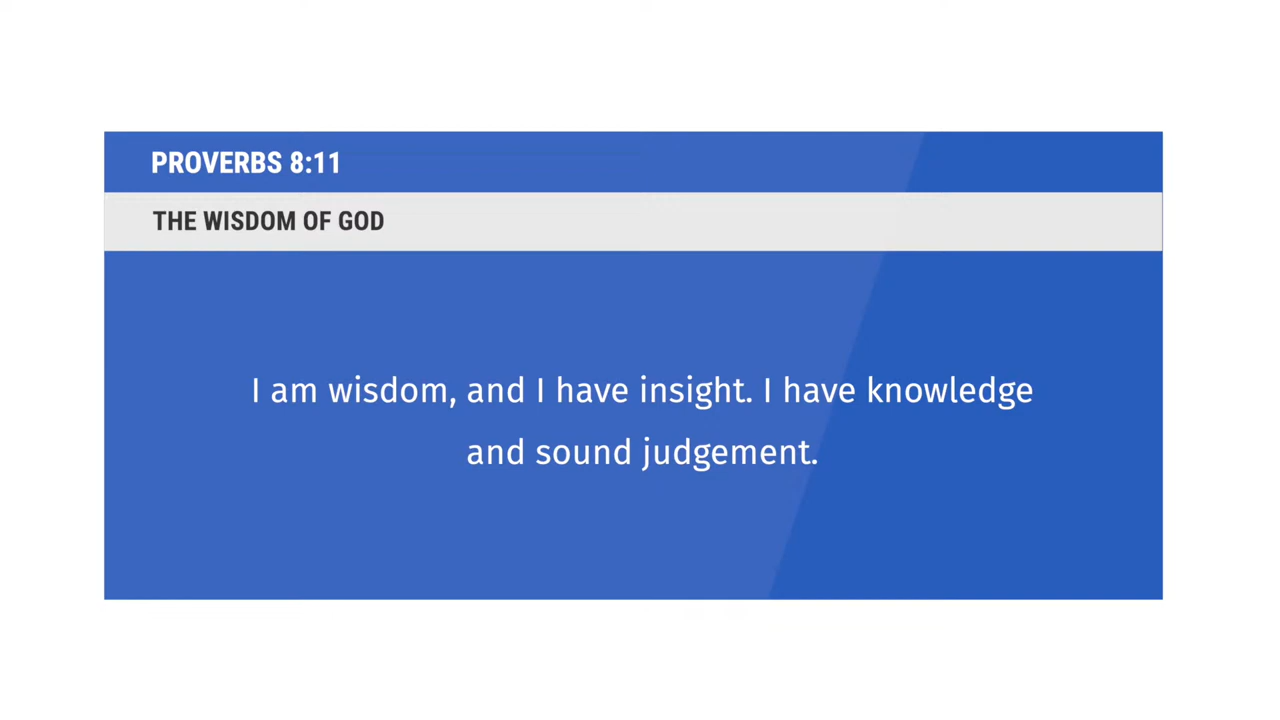 PROVERBS 8:11
THE WISDOM OF GOD
I am wisdom, and I have insight. I have knowledge
and sound judgement.